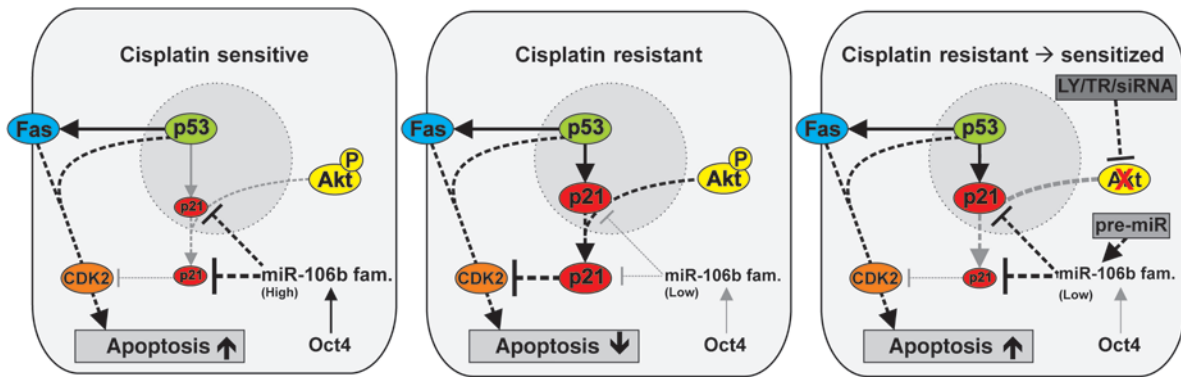 Cisplatin sensitive
Fas
p53
P
Akt
p21
p21
CDK2
miR-106b fam.
(High)
Apoptosis
Oct4
Cisplatin resistant
Fas
p53
P
Akt
p21
p21
CDK2
miR-106b fam.
(Low)
Apoptosis
Oct4
Cisplatin resistant → sensitized
LY/TR/siRNA
Fas
p53
Akt
p21
pre-miR
p21
CDK2
miR-106b fam.
(Low)
Apoptosis
Oct4